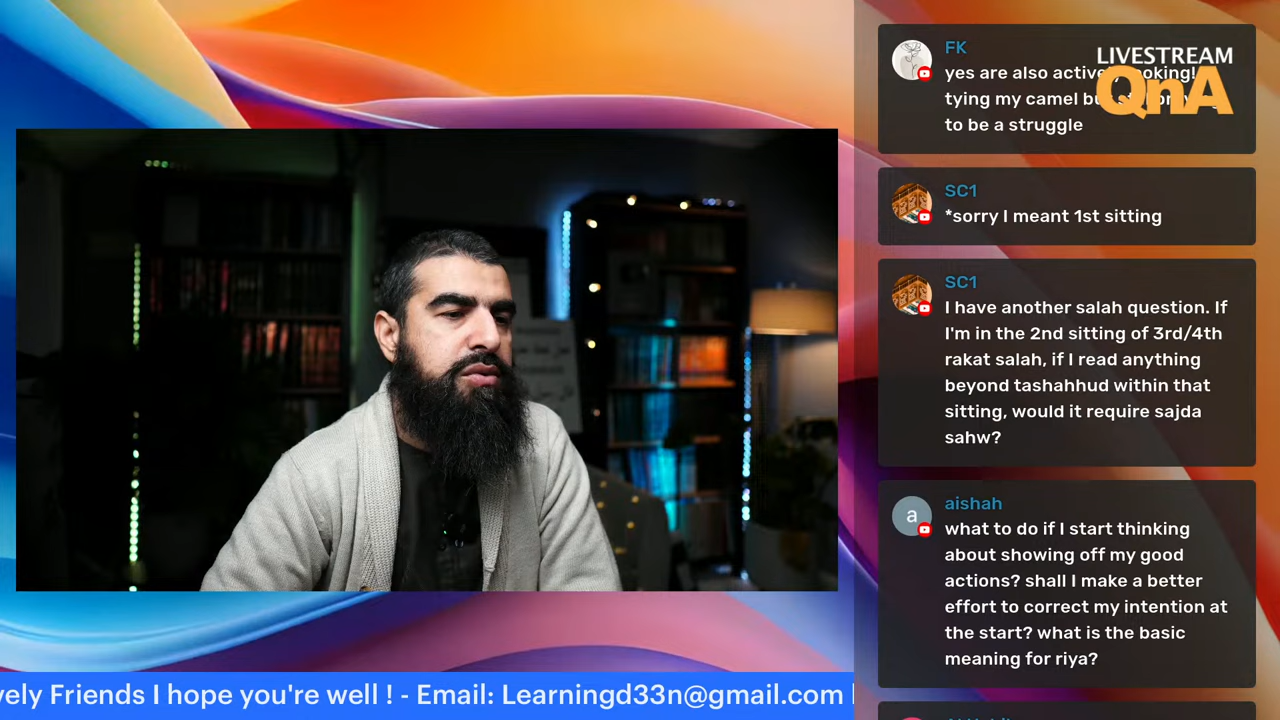 FK
yes are also
tying my camel
to be a struggle
LIVESTREAM
QnA
SC1
*sorry I meant 1st sitting
SC1
I have another salah question. If
I'm in the 2nd sitting of 3rd/4th
rakat salah, if I read anything
beyond tashahhud within that
sitting, would it require sajda
sahw?
a
aishah
what to do if I start thinking
about showing off my good
actions? shall I make a better
effort to correct my intention at
the start? what is the basic
meaning for riya?
vely Friends I hope you're well ! - Email: Learningd33n@gmail.com